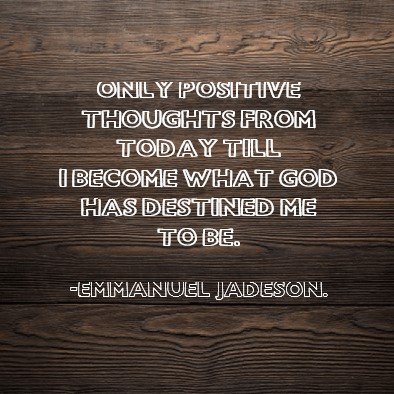 ONLY POSITIVE
THOUGHTS FROM
TODAY TILL
I BECOME WHAT GOD
HAS DESTINED ME
TO BE.
-EMMANUEL JADESON.